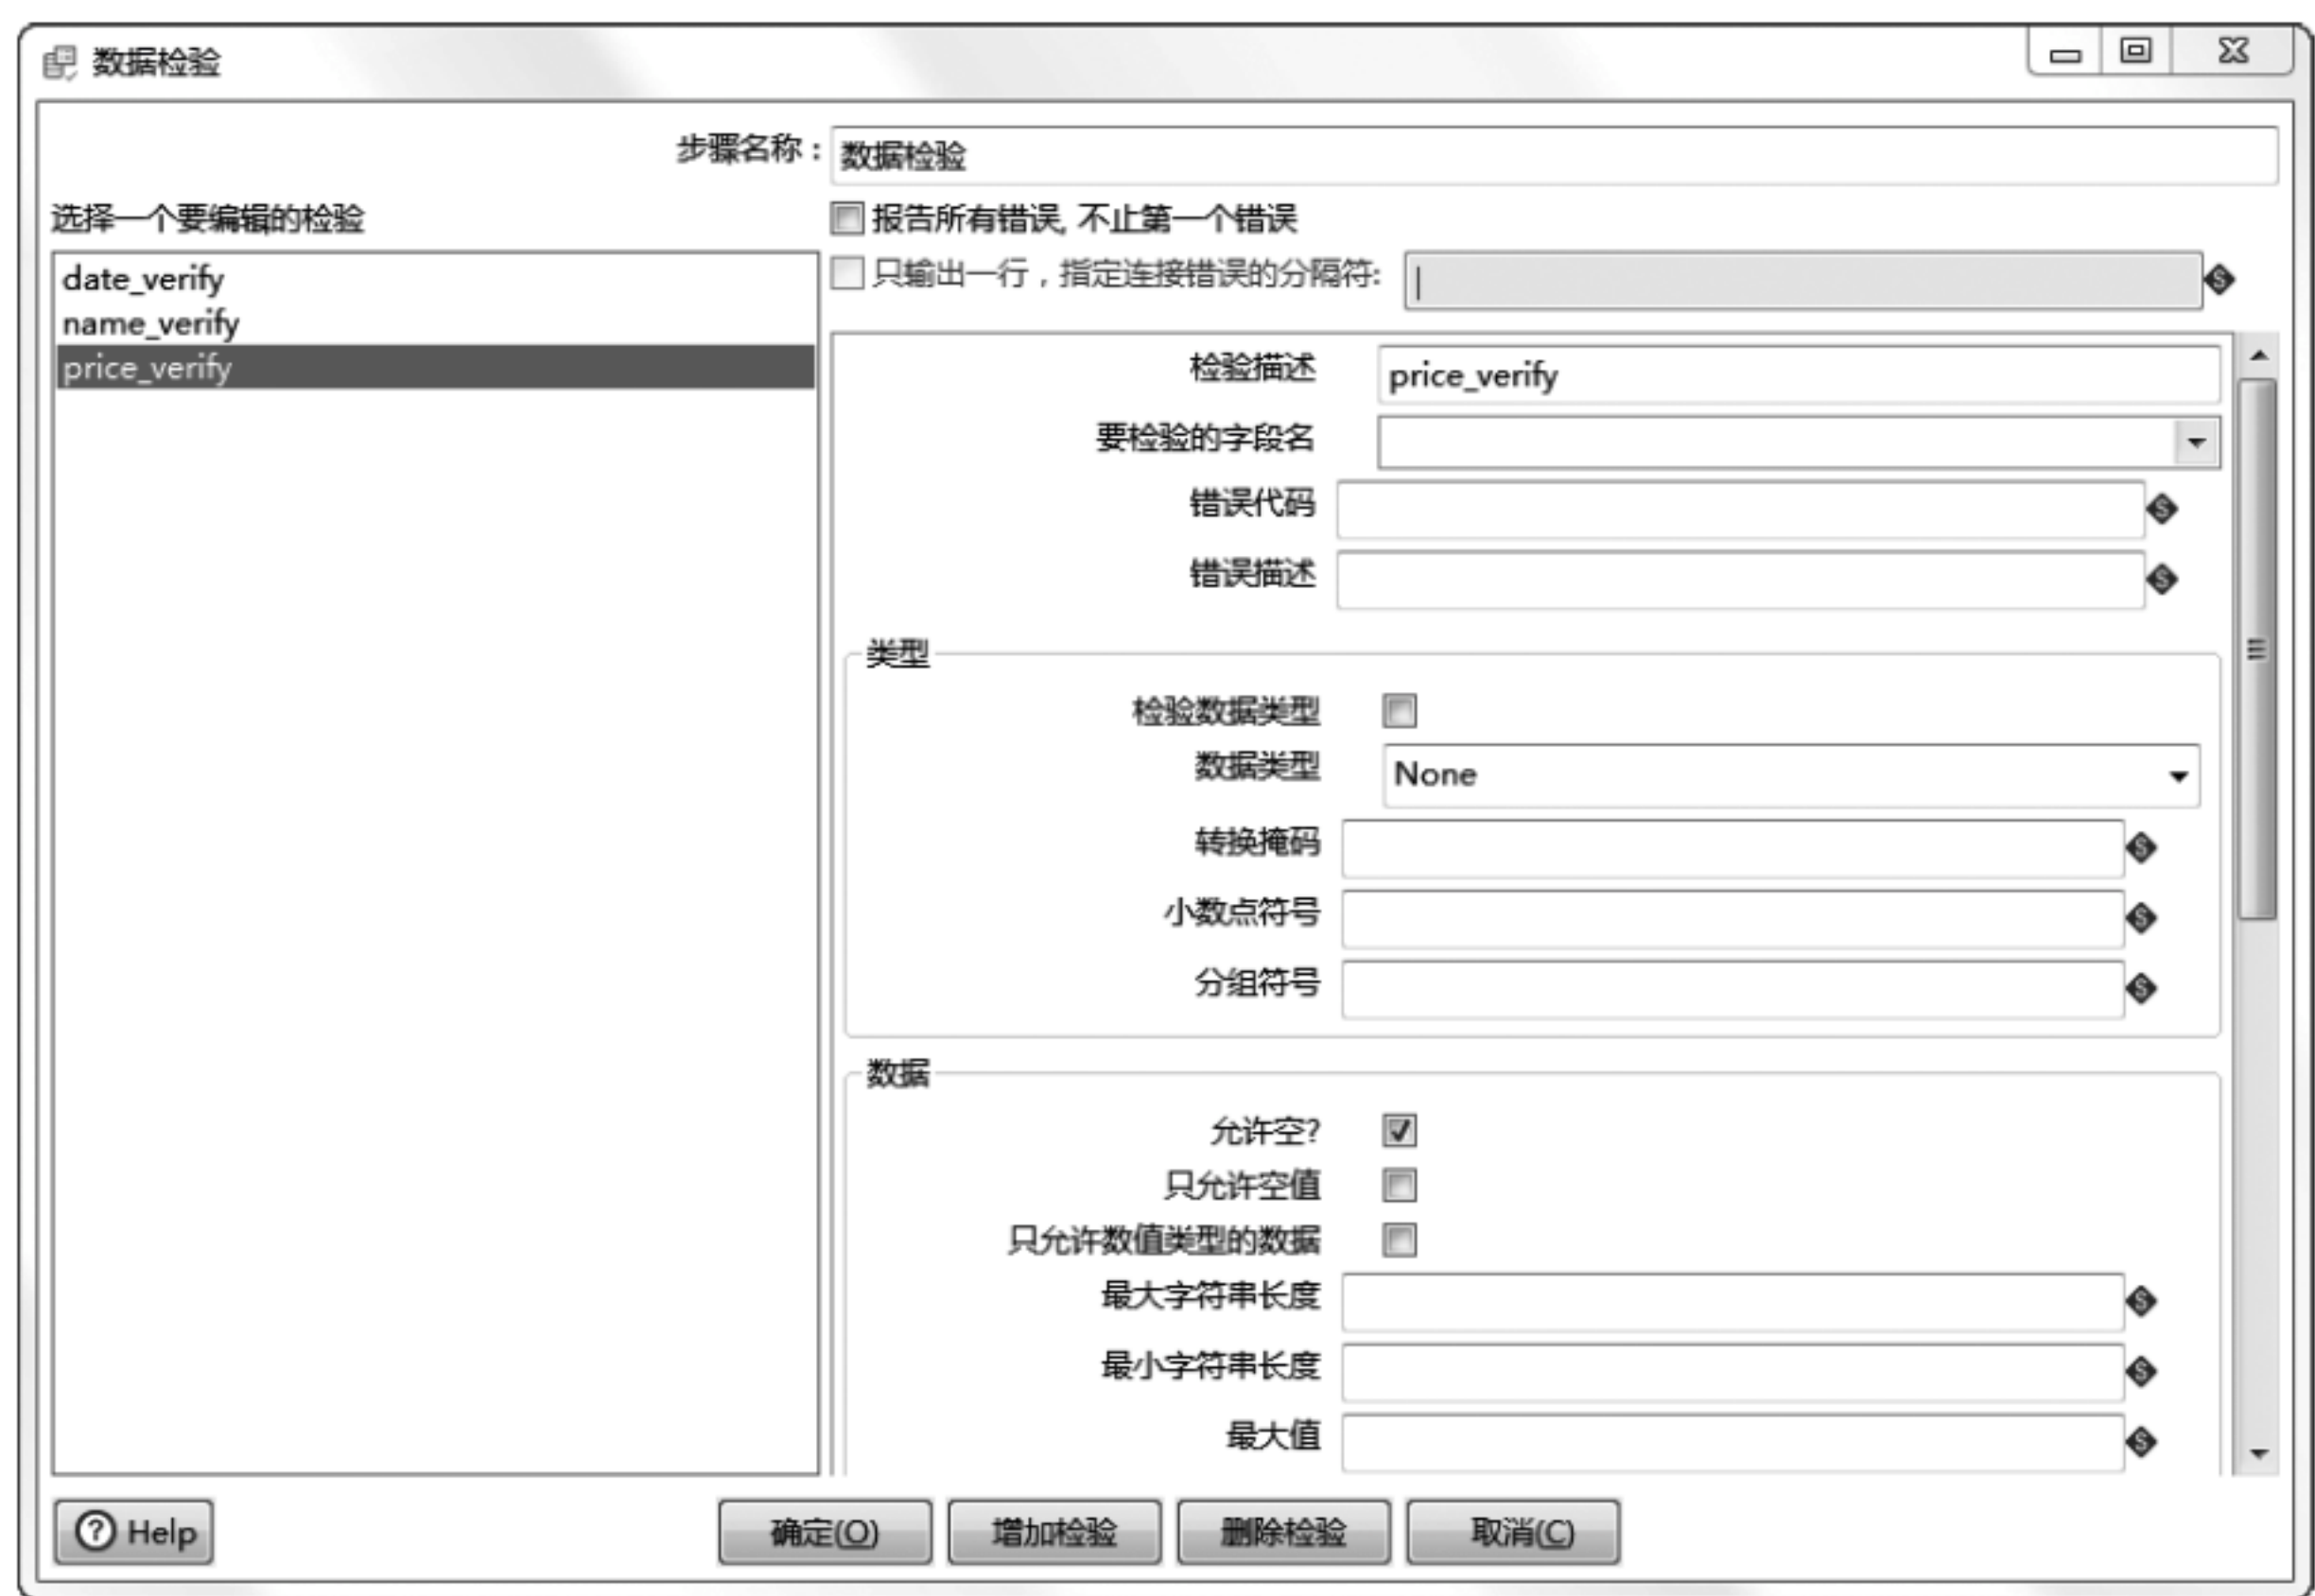 数据检验
步骤名称：数据检验
选择一个要编辑的检验
报告所有错误, 不止第一个错误
只输出一行，指定连接错误的分隔符:
date_verify
name_verify
price_verify
检验描述 price_verify
要检验的字段名
错误代码
错误描述
类型
检验数据类型
数据类型 None
转换掩码
小数点符号
分组符号
数据
允许空?
只允许空值
只允许数值类型的数据
最大字符串长度
最小字符串长度
最大值
Help 确定(O) 增加检验 删除检验 取消(C)